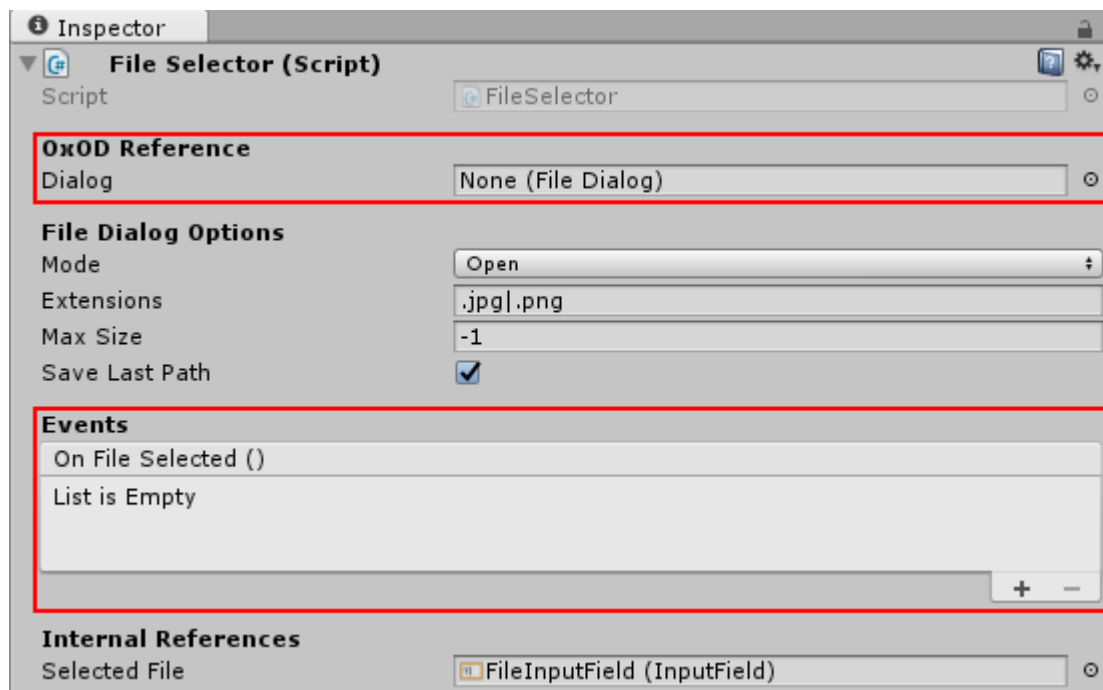 Inspector
File Selector (Script)
Script FileSelector
0x0D Reference
Dialog None (File Dialog)
File Dialog Options
Mode Open
Extensions .jpg|.png
Max Size -1
Save Last Path
Events
On File Selected ()
List is Empty
Internal References
Selected File FileInputField (InputField)